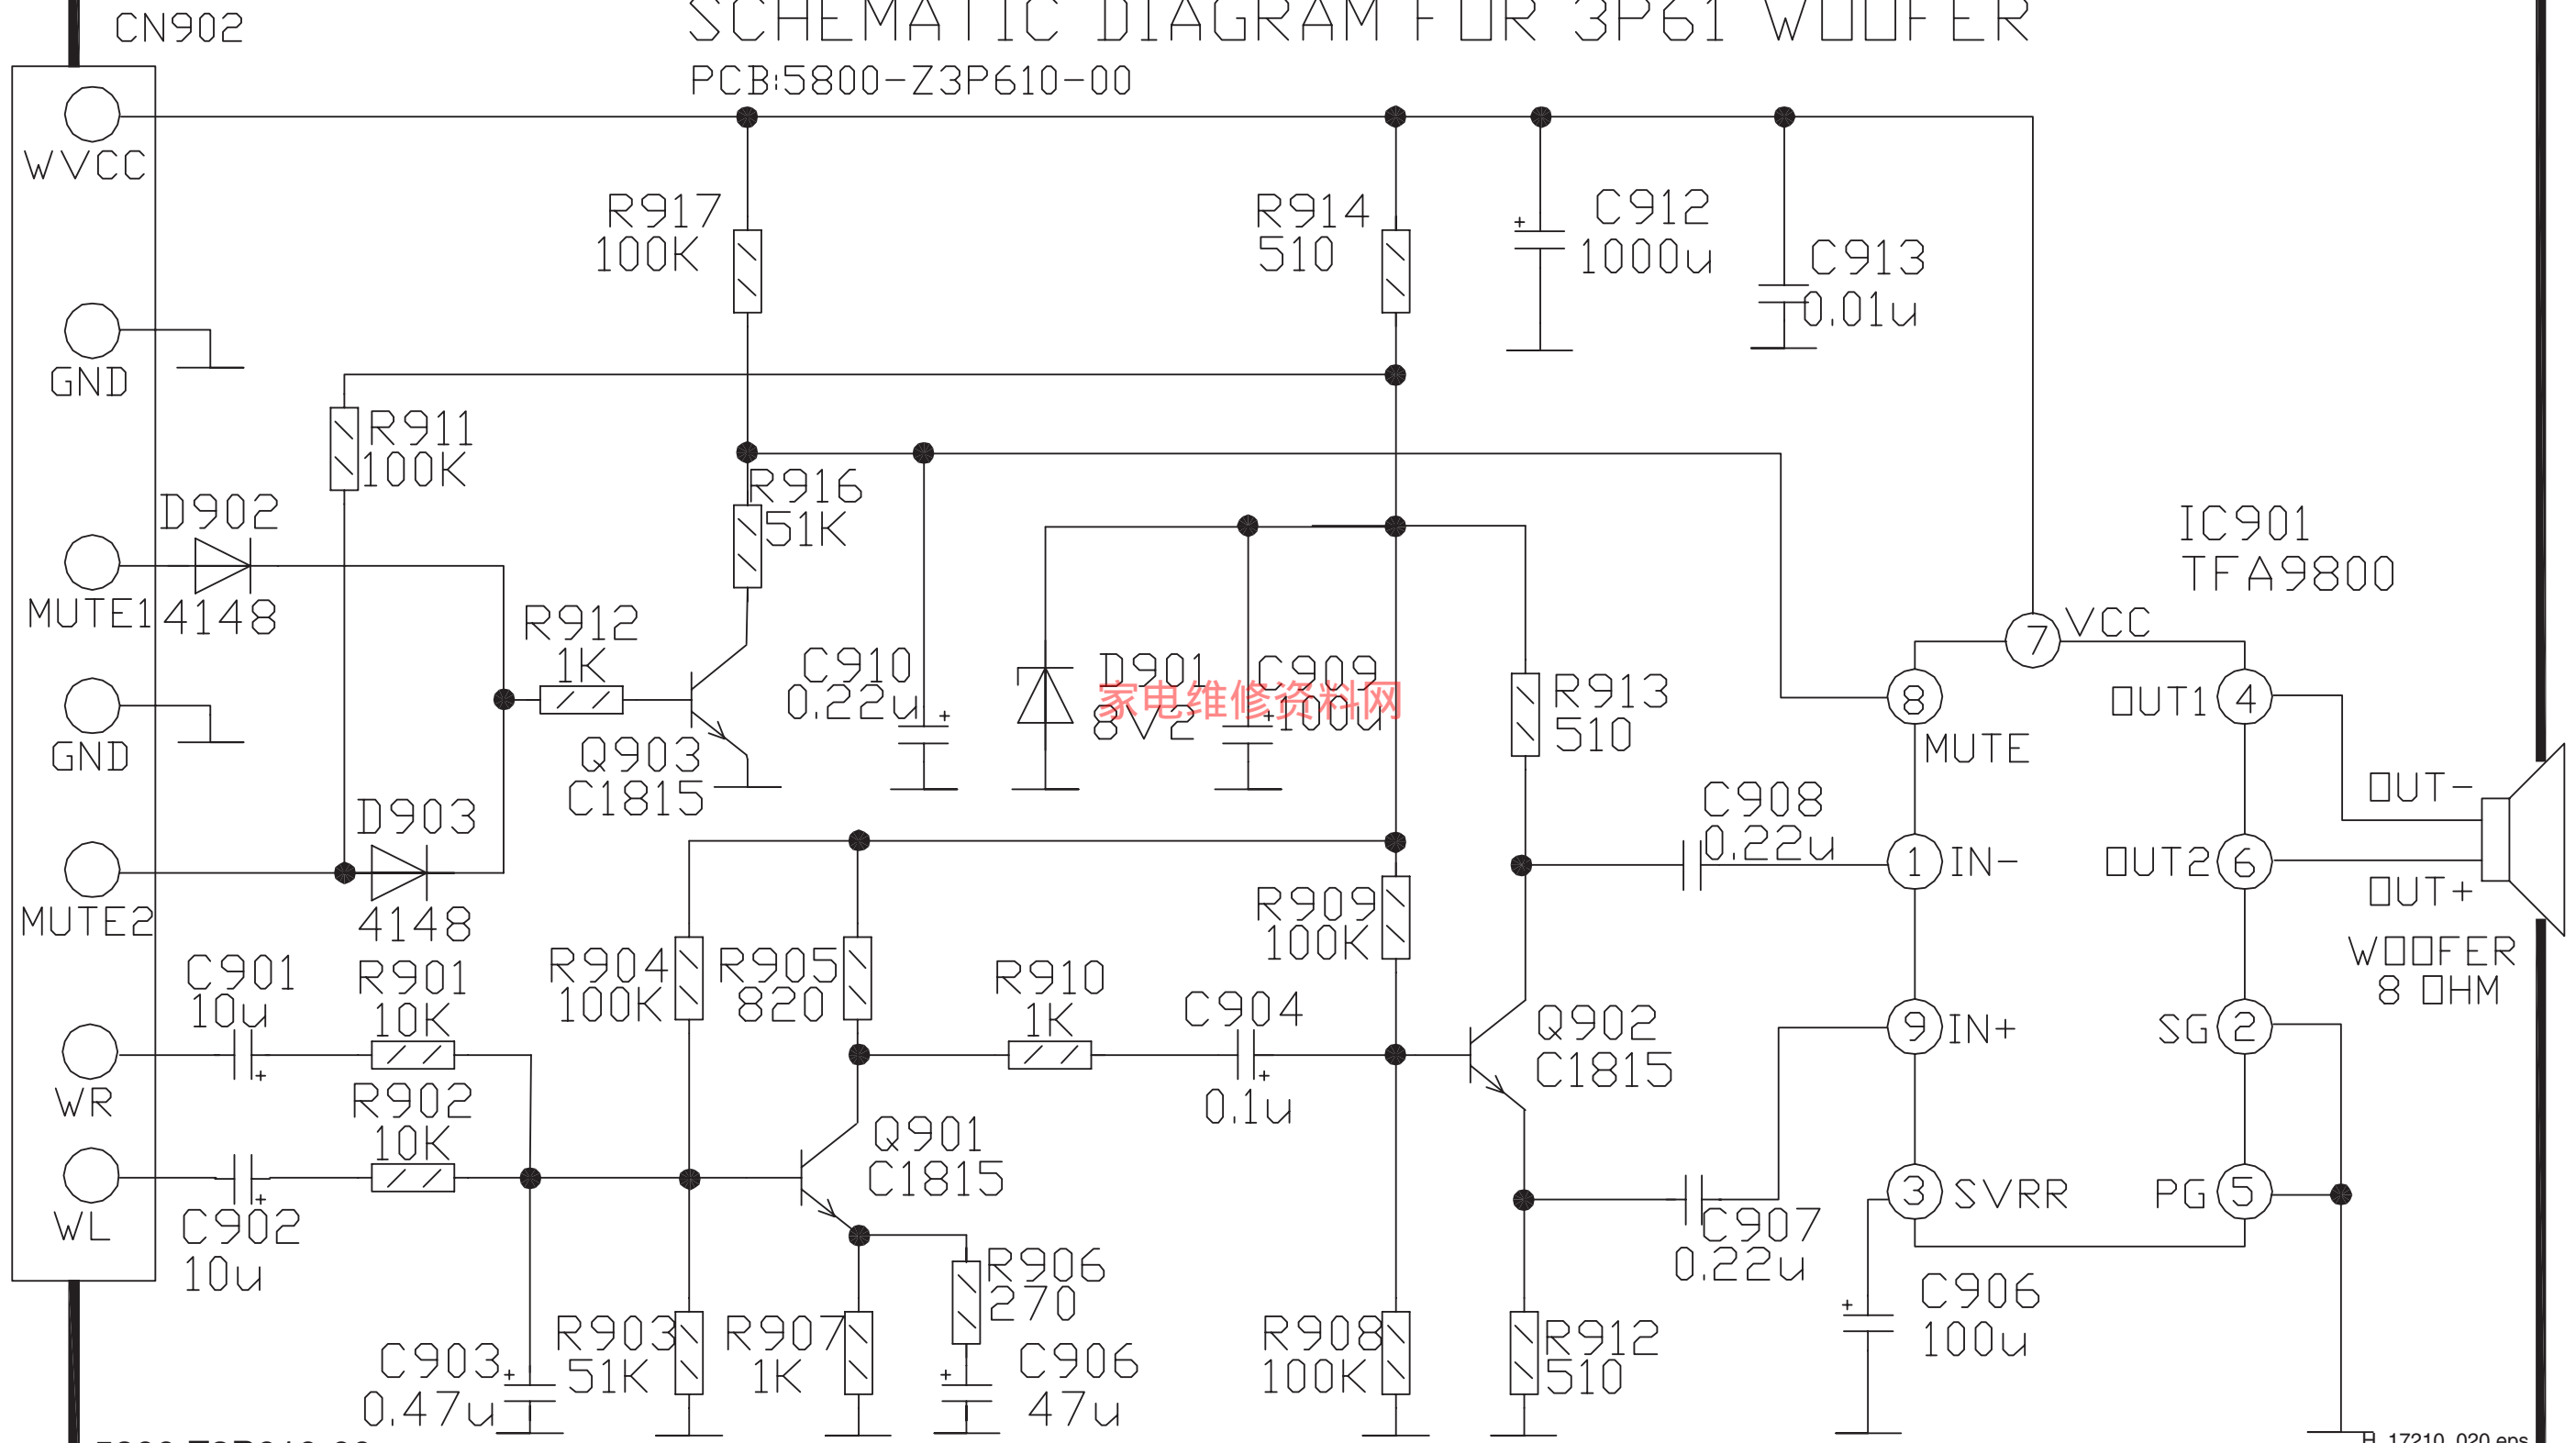 CN902
SCHEMATIC DIAGRAM FOR 3P61 WOOFER
PCB:5800-Z3P610-00
WVCC
R917
100K
R914
510
C912
+
1000u
C913
0.01u
GND
R911
100K
D902
R916
51K
IC901
TFA9800
MUTE1
4148
R912
1K
7
VCC
C910
0.22u
+
D901
8V2
C909
+
100u
家电维修资料网
R913
510
8
MUTE
OUT1
4
GND
Q903
C1815
OUT-
D903
C908
0.22u
1
IN-
OUT2
6
OUT+
MUTE2
4148
R909
100K
WOOFER
8 OHM
C901
10u
+
R901
10K
R904
100K
R905
820
R910
1K
C904
+
0.1u
Q902
C1815
9
IN+
SG
2
WR
R902
10K
Q901
C1815
3
SVRR
PG
5
WL
C902
+
10u
C907
0.22u
R906
270
C906
+
100u
C903
+
0.47u
R903
51K
R907
1K
C906
+
47u
R908
100K
R912
510